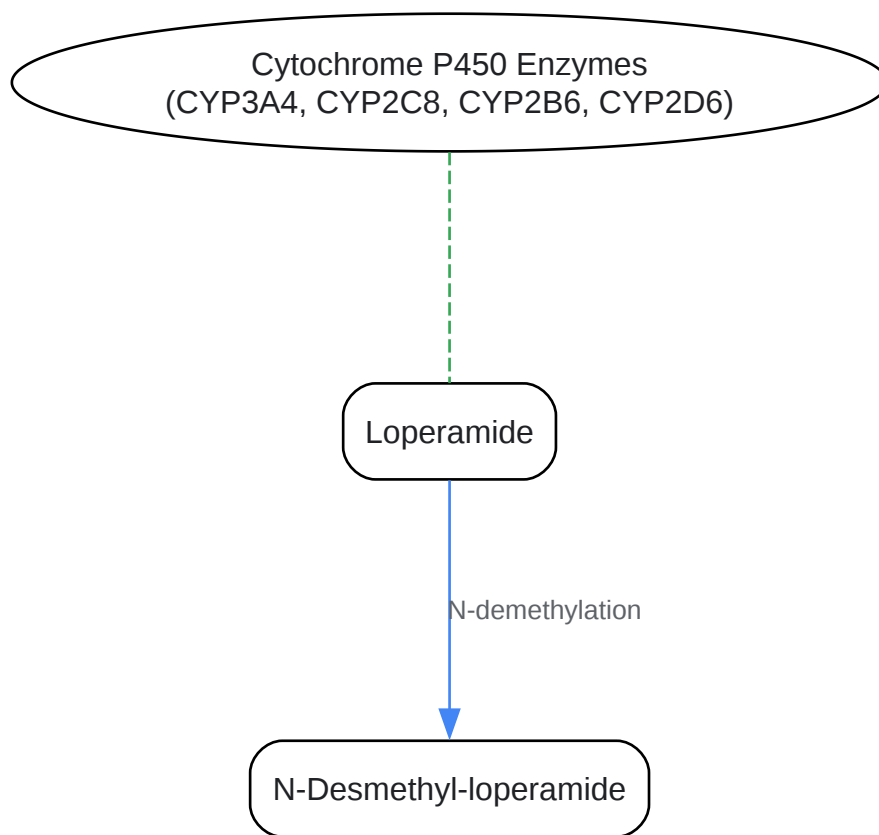 Cytochrome P450 Enzymes
(CYP3A4, CYP2C8, CYP2B6, CYP2D6)
Loperamide
N-demethylation
N-Desmethyl-loperamide